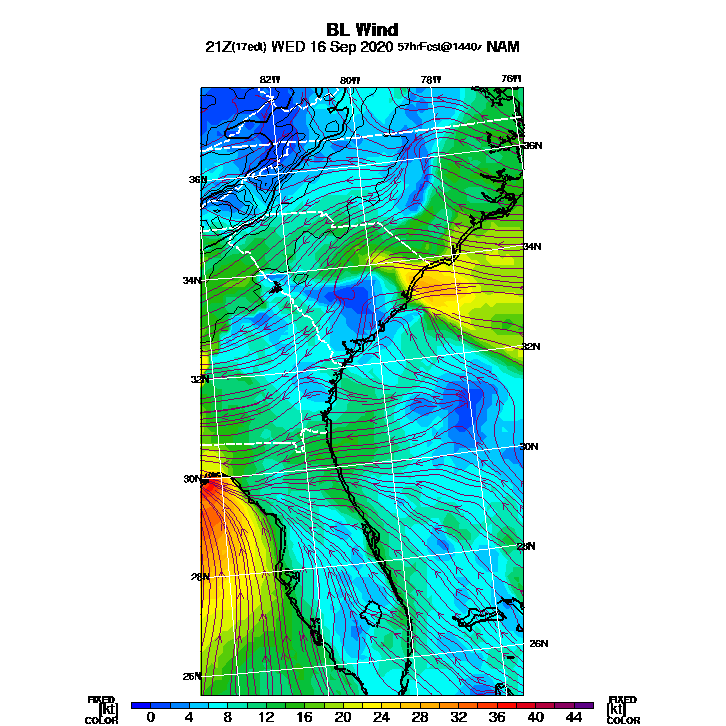 BL Wind
21Z(17edt) WED 16 Sep 2020 57hrFcst@1440z NAM
82W 80W 78W 76W
36N 36N
34N 34N
32N 32N
30N 30N
28N 28N
26N 26N
FIXED FIXED
[kt] 0 4 8 12 16 20 24 28 32 36 40 44 [kt]
COLOR COLOR